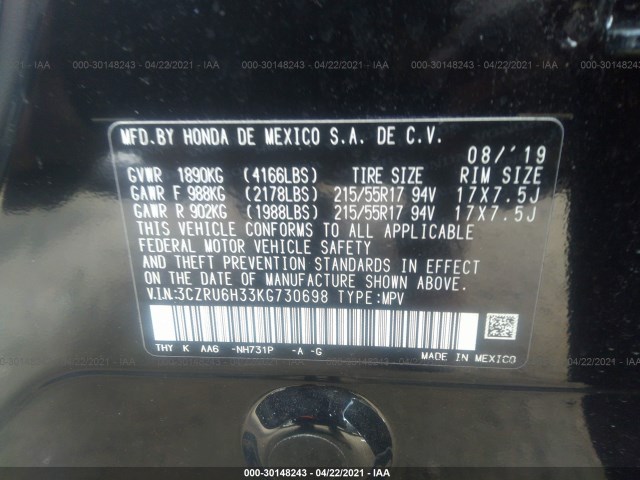 000-30148243 - 04/22/2021 - IAA 000-30148243 - 04/22/2021 - IAA 000-30148243 - 04/22/2021 - IAA
MFD.BY HONDA DE MEXICO S.A. DE C.V.
08/'19
GVWR 1890KG (4166LBS) TIRE SIZE RIM SIZE
GAWR F 988KG (2178LBS) 215/55R17 94V 17X7.5J
GAWR R 902KG (1988LBS) 215/55R17 94V 17X7.5J
THIS VEHICLE CONFORMS TO ALL APPLICABLE
FEDERAL MOTOR VEHICLE SAFETY
AND THEFT PREVENTION STANDARDS IN EFFECT
ON THE DATE OF MANUFACTURE SHOWN ABOVE.
V.I.N:3CZRU6H33KG730698 TYPE:MPV
THY K AA6 -NH731P -A -G MADE IN MEXICO
000-30148243 - 04/22/2021 - IAA